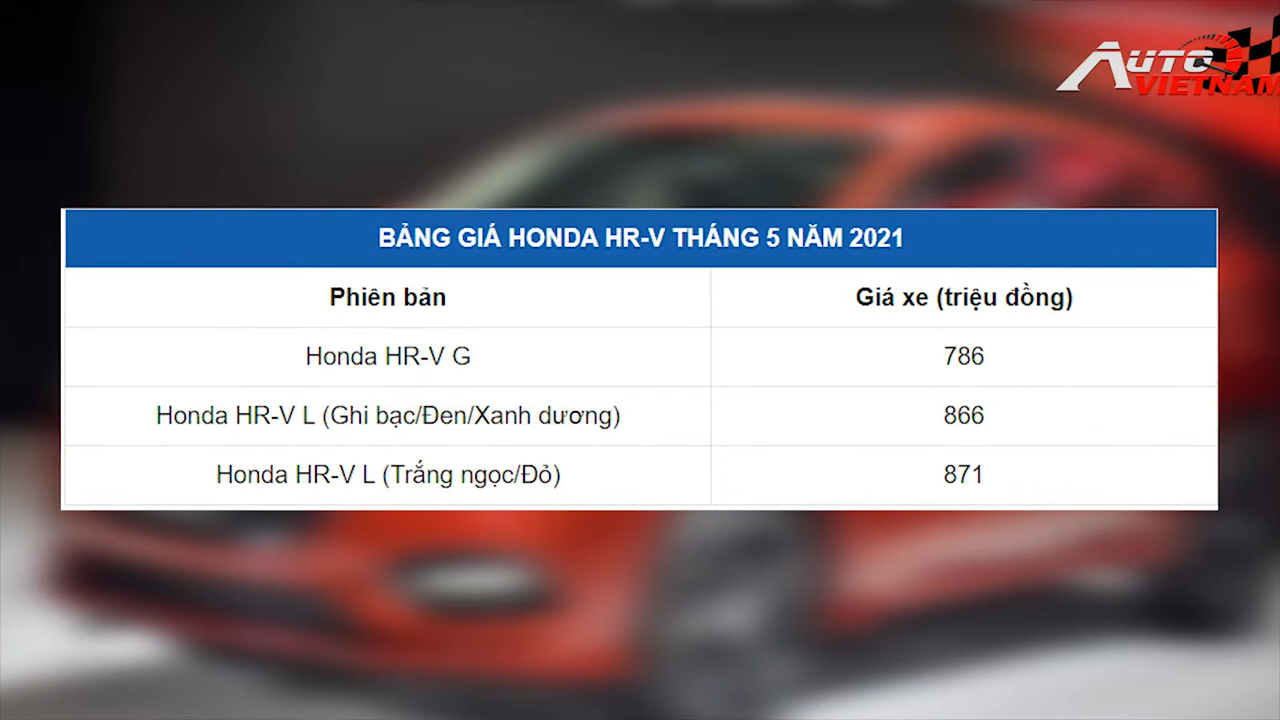 AUTO
VIETNAM
BẢNG GIÁ HONDA HR-V THÁNG 5 NĂM 2021
Phiên bản Giá xe (triệu đồng)
Honda HR-V G 786
Honda HR-V L (Ghi bạc/Đen/Xanh dương) 866
Honda HR-V L (Trắng ngọc/Đỏ) 871